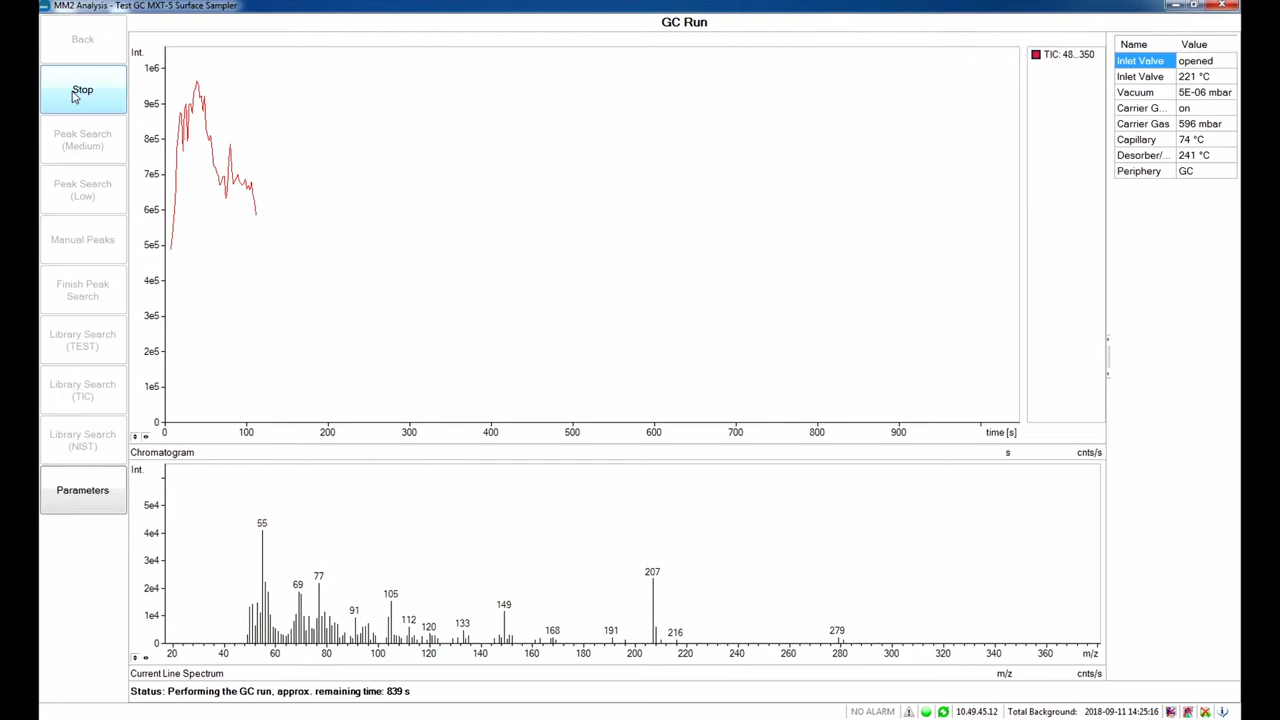 MM2 Analysis - Test GC MXT-5 Surface Sampler
GC Run
Back
Stop
Peak Search
(Medium)
Peak Search
(Low)
Manual Peaks
Finish Peak
Search
Library Search
(TEST)
Library Search
(TIC)
Library Search
(NIST)
Parameters
Int.
1e6
9e5
8e5
7e5
6e5
5e5
4e5
3e5
2e5
1e5
0
0 100 200 300 400 500 600 700 800 900 time [s]
TIC: 48...350
Chromatogram s cnts/s
Int.
5e4
4e4
3e4
2e4
1e4
0
55
69
77
91
105
112
120
133
149
168
191
207
216
279
20 40 60 80 100 120 140 160 180 200 220 240 260 280 300 320 340 360 m/z
Current Line Spectrum m/z cnts/s
Status: Performing the GC run, approx. remaining time: 839 s
Name Value
Inlet Valve opened
Inlet Valve 221 °C
Vacuum 5E-06 mbar
Carrier G... on
Carrier Gas 596 mbar
Capillary 74 °C
Desorber/... 241 °C
Periphery GC
NO ALARM 10.49.45.12 Total Background: 2018-09-11 14:25:16